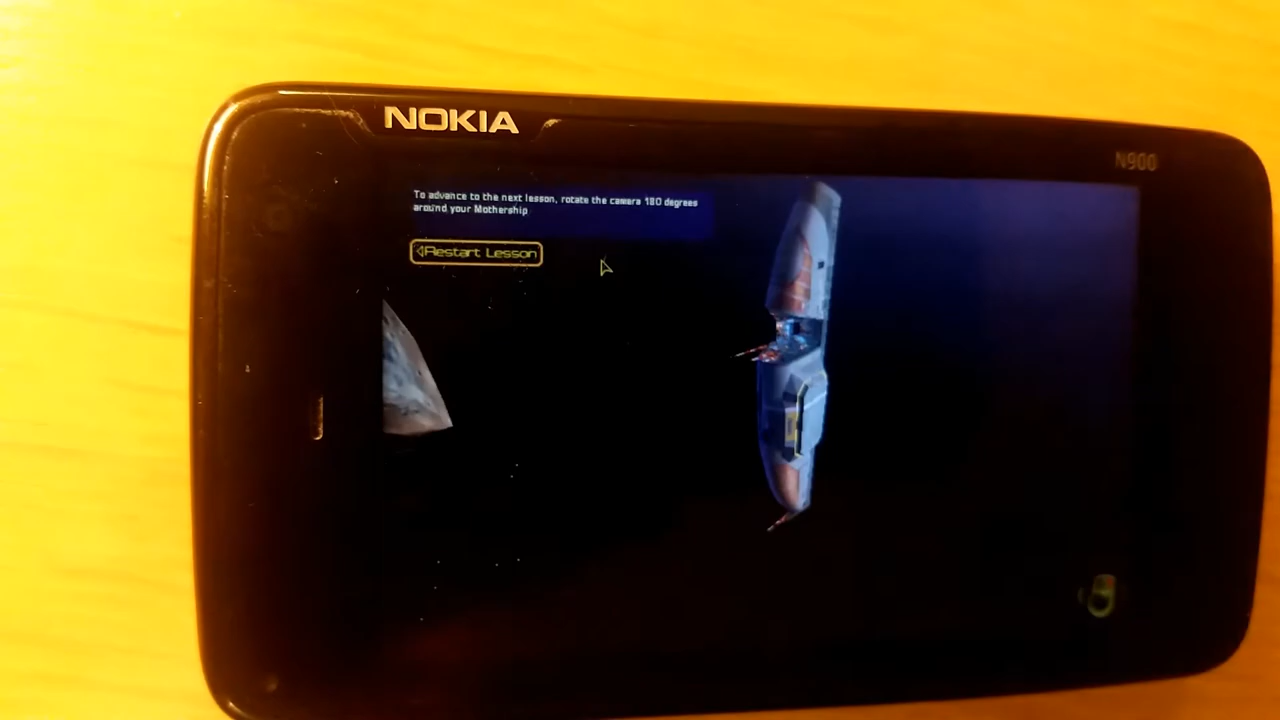 NOKIA
N900
To advance to the next lesson, rotate the camera 180 degrees
around your Mothership
Restart Lesson